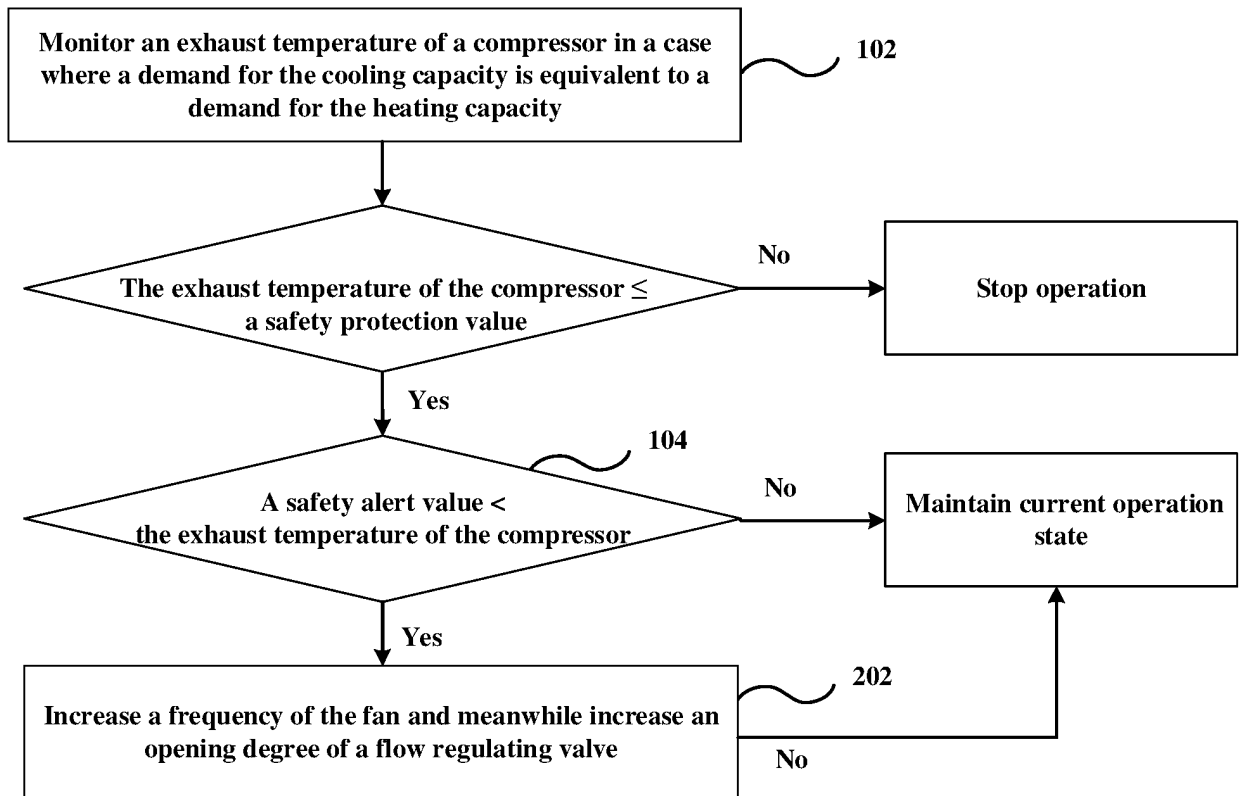 Monitor an exhaust temperature of a compressor in a case
where a demand for the cooling capacity is equivalent to a
demand for the heating capacity
102
The exhaust temperature of the compressor ≤
a safety protection value
No
Stop operation
Yes
104
A safety alert value <
the exhaust temperature of the compressor
No
Maintain current operation
state
Yes
202
Increase a frequency of the fan and meanwhile increase an
opening degree of a flow regulating valve
No